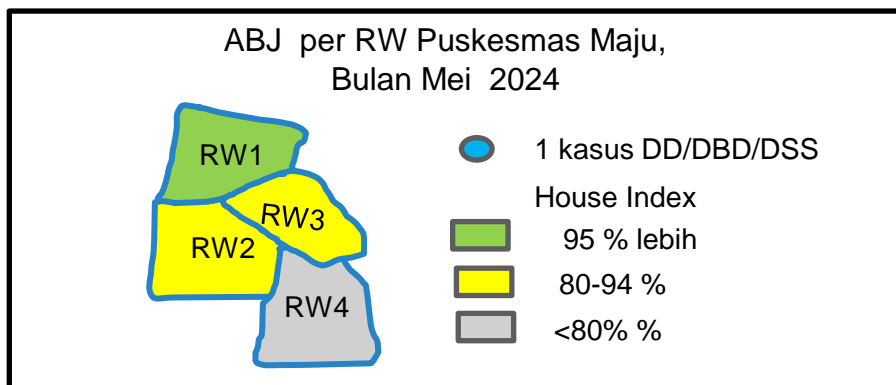 ABJ per RW Puskesmas Maju,
Bulan Mei 2024
RW1
RW3
RW2
RW4
1 kasus DD/DBD/DSS
House Index
95 % lebih
80-94 %
<80% %